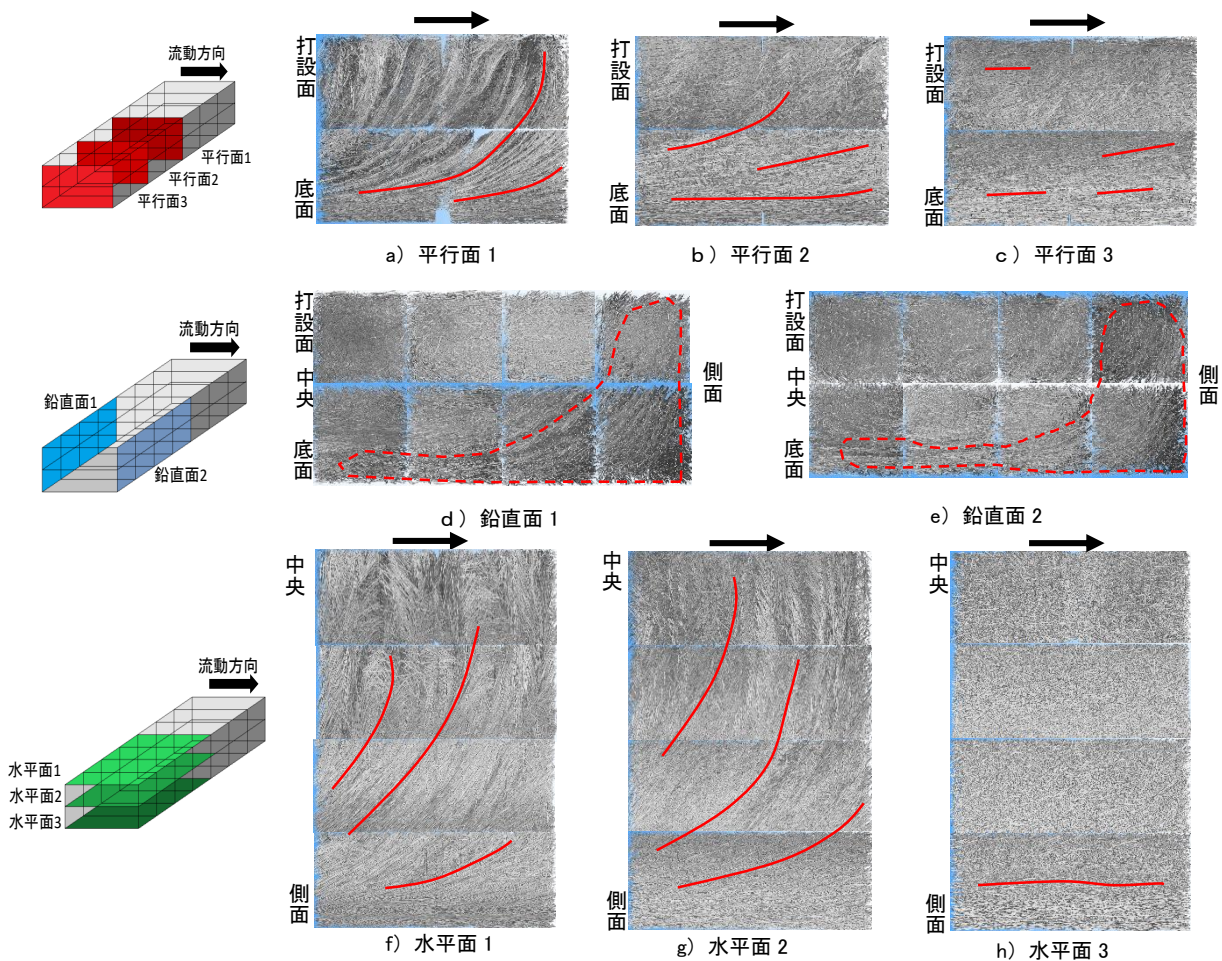 流動方向
平行面1
平行面2
平行面3
打設面
底面
a）平行面 1
打設面
底面
b）平行面 2
打設面
底面
c）平行面 3
流動方向
鉛直面1
鉛直面2
打設面
中央
底面
側面
d）鉛直面 1
打設面
中央
底面
側面
e）鉛直面 2
流動方向
水平面1
水平面2
水平面3
中央
側面
f）水平面 1
中央
側面
g）水平面 2
中央
側面
h）水平面 3